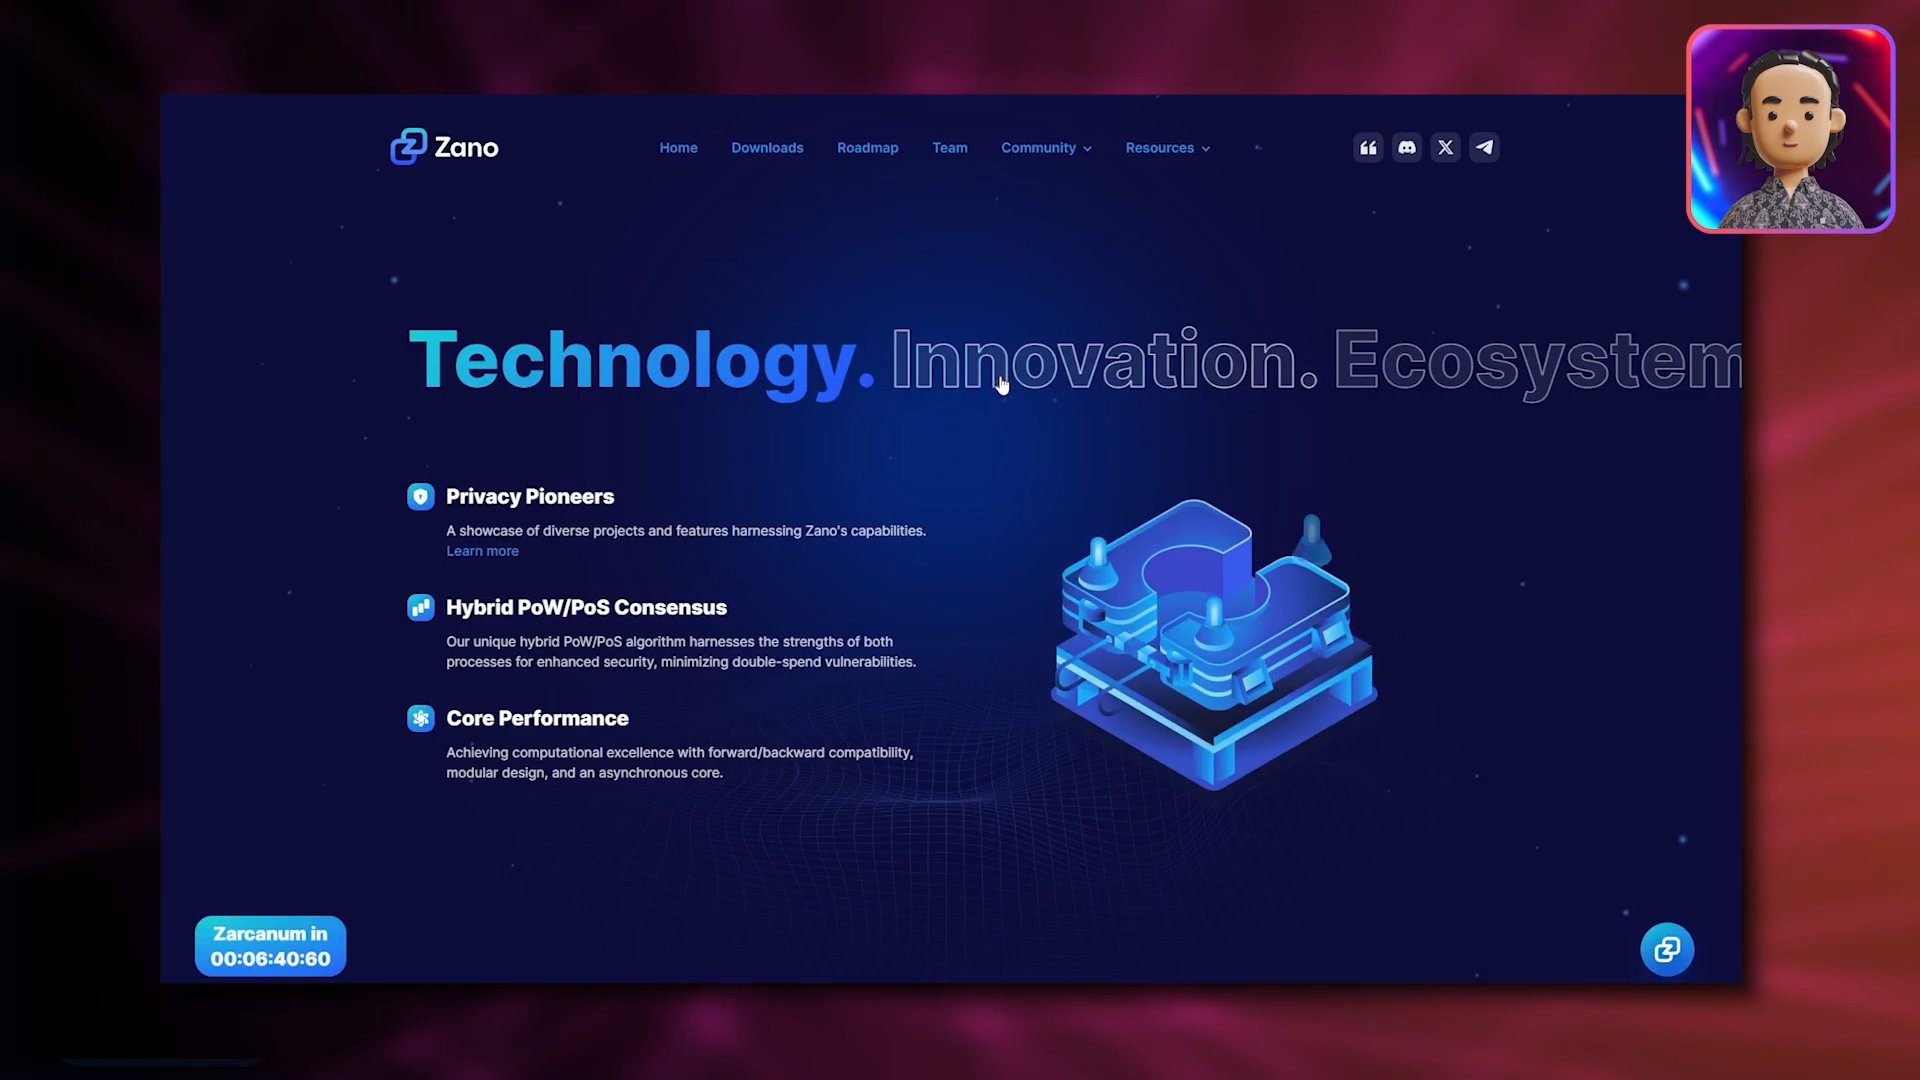 Zano
Home Downloads Roadmap Team Community Resources
Technology. Innovation. Ecosystem
Privacy Pioneers
A showcase of diverse projects and features harnessing Zano's capabilities.
Learn more
Hybrid PoW/PoS Consensus
Our unique hybrid PoW/PoS algorithm harnesses the strengths of both
processes for enhanced security, minimizing double-spend vulnerabilities.
Core Performance
Achieving computational excellence with forward/backward compatibility,
modular design, and an asynchronous core.
Zarcanum in
00:06:40:60